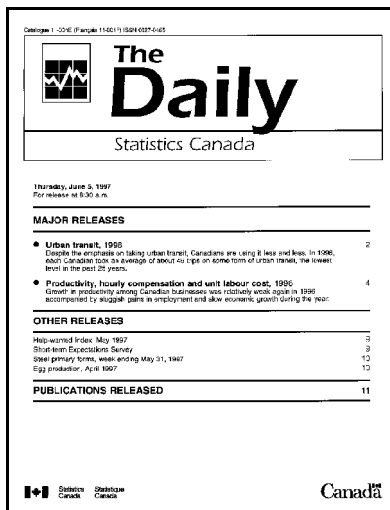 Catalogue 11-001E (Français 11-001F) ISSN 0827-0465
The
Daily
Statistics Canada
Thursday, June 5, 1997
For release at 8:30 a.m.
MAJOR RELEASES
● Urban transit, 1996 2
Despite the emphasis on taking urban transit, Canadians are using it less and less. In 1996,
each Canadian took an average of about 46 trips on some form of urban transit, the lowest
level in the past 25 years.
● Productivity, hourly compensation and unit labour cost, 1996 4
Growth in productivity among Canadian businesses was relatively weak again in 1996
accompanied by sluggish gains in employment and slow economic growth during the year.
OTHER RELEASES
Help-wanted Index, May 1997 9
Short-term Expectations Survey 9
Steel primary forms, week ending May 31, 1997 10
Egg production, April 1997 10
PUBLICATIONS RELEASED 11
Statistics Statistique
Canada Canada
Canada